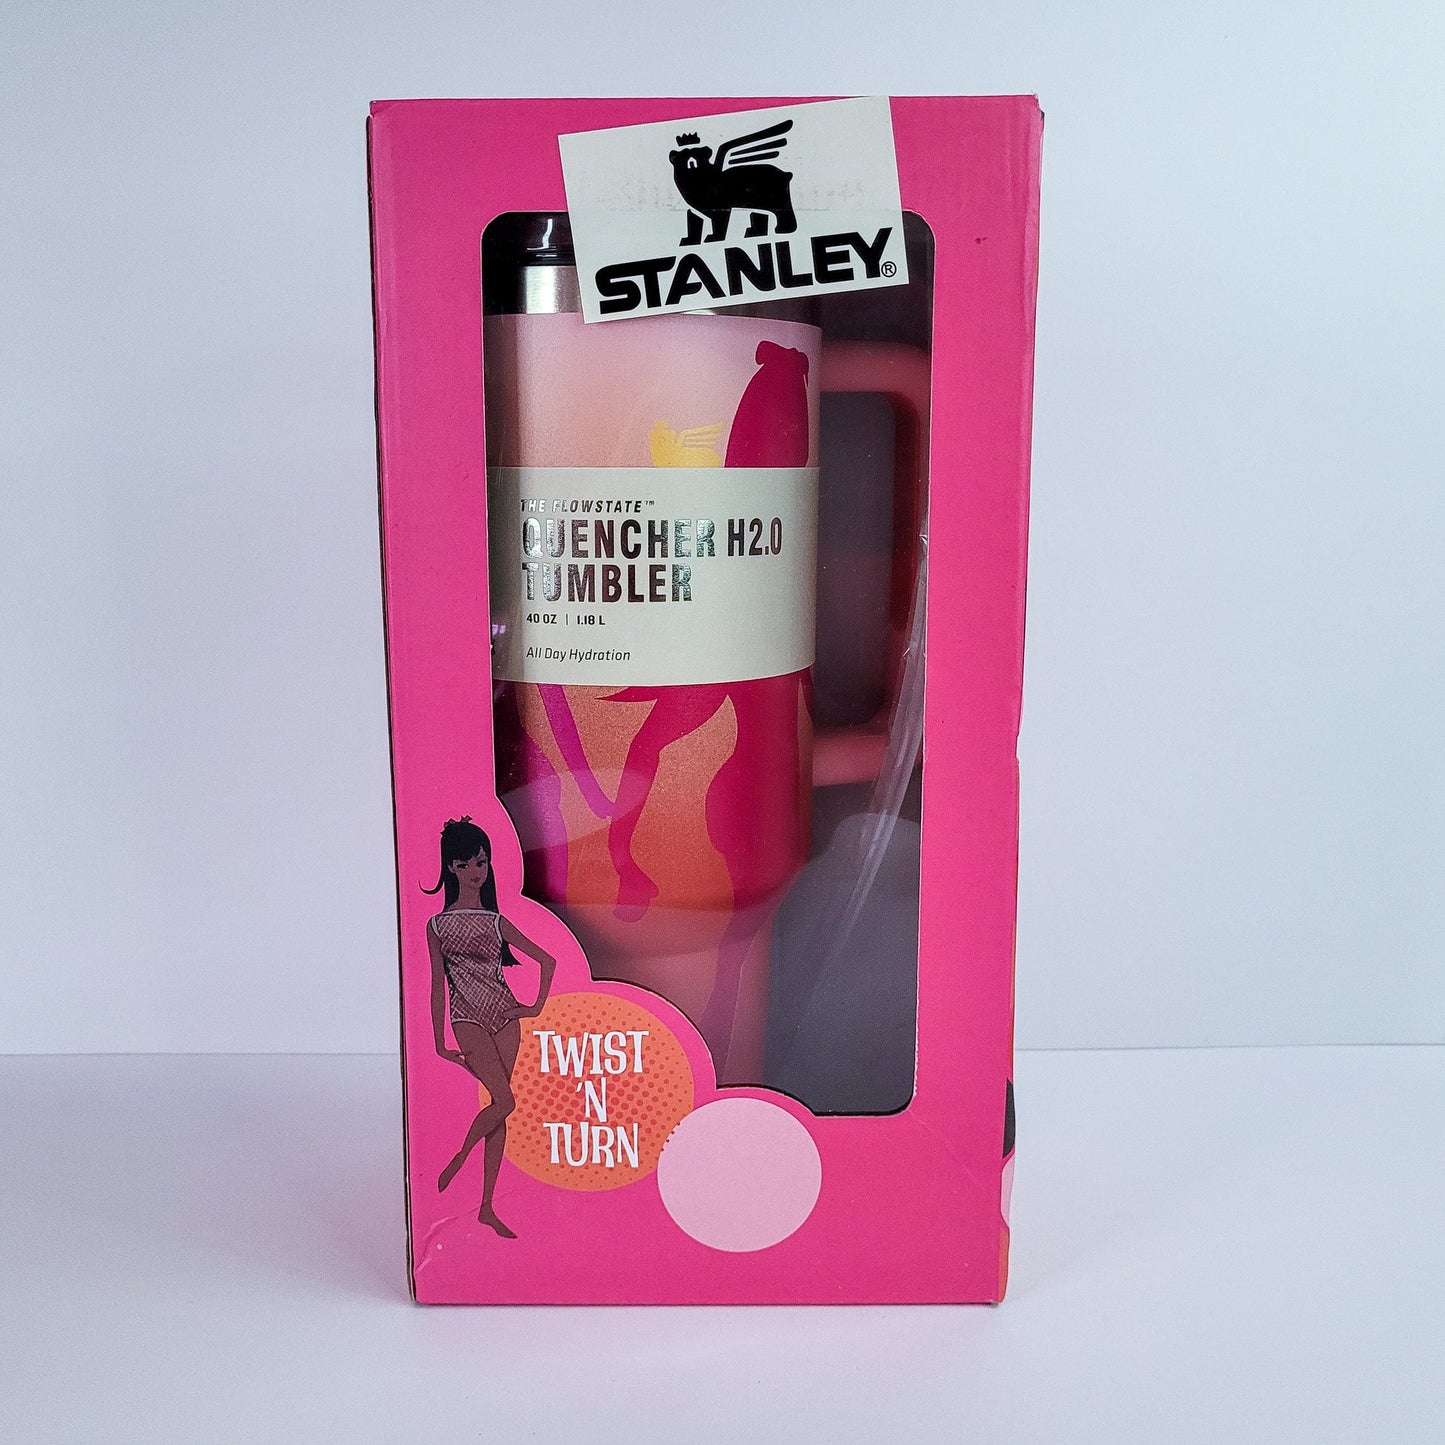 STANLEY®
THE FLOWSTATE™
QUENCHER H2.0
TUMBLER
40 OZ | 1.18 L
All Day Hydration
TWIST
'N
TURN